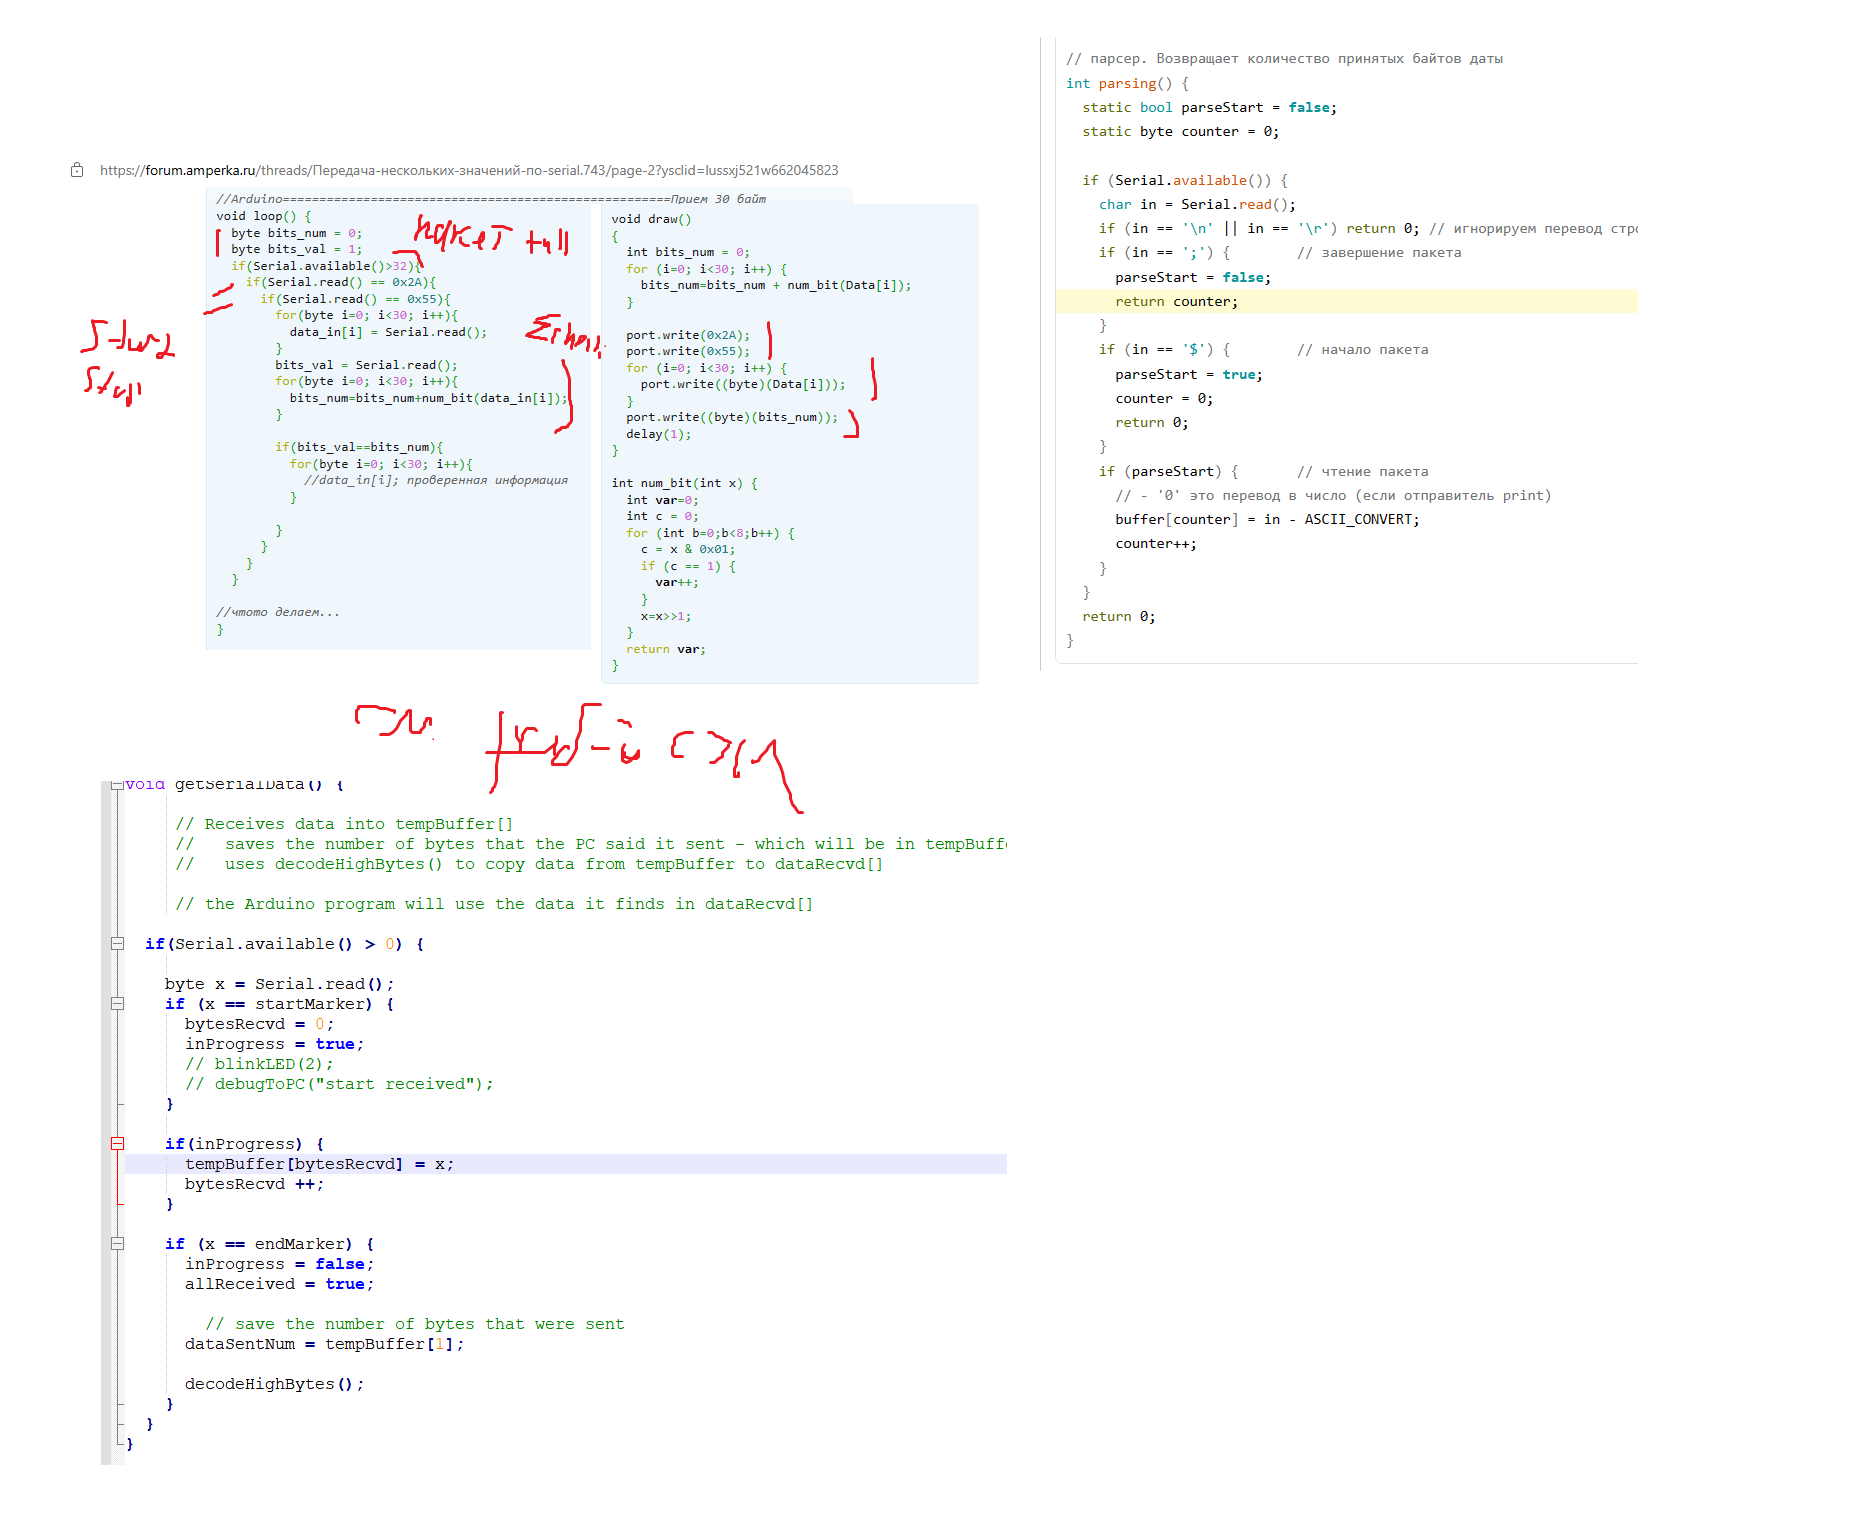 https://forum.amperka.ru/threads/Передача-нескольких-значений-по-serial.743/page-2?ysclid=lussxj521w662045823
//Arduino=====================================================Прием 30 байт
void loop() {
  byte bits_num = 0;
  byte bits_val = 1;
  if(Serial.available()>32){
    if(Serial.read() == 0x2A){
      if(Serial.read() == 0x55){
        for(byte i=0; i<30; i++){
          data_in[i] = Serial.read();
        }
        bits_val = Serial.read();
        for(byte i=0; i<30; i++){
          bits_num=bits_num+num_bit(data_in[i]);
        }

        if(bits_val==bits_num){
          for(byte i=0; i<30; i++){
            //data_in[i]; проверенная информация
          }

        }
      }
    }
  }

//чтото делаем...
}
пакет full
void draw()
{
  int bits_num = 0;
  for (i=0; i<30; i++) {
    bits_num=bits_num + num_bit(Data[i]);
  }

  port.write(0x2A);
  port.write(0x55);
  for (i=0; i<30; i++) {
    port.write((byte)(Data[i]));
  }
  port.write((byte)(bits_num));
  delay(1);
}

int num_bit(int x) {
  int var=0;
  int c = 0;
  for (int b=0;b<8;b++) {
    c = x & 0x01;
    if (c == 1) {
      var++;
    }
    x=x>>1;
  }
  return var;
}
// парсер. Возвращает количество принятых байтов даты
int parsing() {
  static bool parseStart = false;
  static byte counter = 0;

  if (Serial.available()) {
    char in = Serial.read();
    if (in == '\n' || in == '\r') return 0; // игнорируем перевод стро
    if (in == ';') {        // завершение пакета
      parseStart = false;
      return counter;
    }
    if (in == '$') {        // начало пакета
      parseStart = true;
      counter = 0;
      return 0;
    }
    if (parseStart) {       // чтение пакета
      // - '0' это перевод в число (если отправитель print)
      buffer[counter] = in - ASCII_CONVERT;
      counter++;
    }
  }
  return 0;
}
void getSerialData() {

     // Receives data into tempBuffer[]
     //   saves the number of bytes that the PC said it sent - which will be in tempBuffe
     //   uses decodeHighBytes() to copy data from tempBuffer to dataRecvd[]

     // the Arduino program will use the data it finds in dataRecvd[]

  if(Serial.available() > 0) {

    byte x = Serial.read();
    if (x == startMarker) {
      bytesRecvd = 0;
      inProgress = true;
      // blinkLED(2);
      // debugToPC("start received");
    }

    if(inProgress) {
      tempBuffer[bytesRecvd] = x;
      bytesRecvd ++;
    }

    if (x == endMarker) {
      inProgress = false;
      allReceived = true;

        // save the number of bytes that were sent
      dataSentNum = tempBuffer[1];

      decodeHighBytes();
    }
  }
}